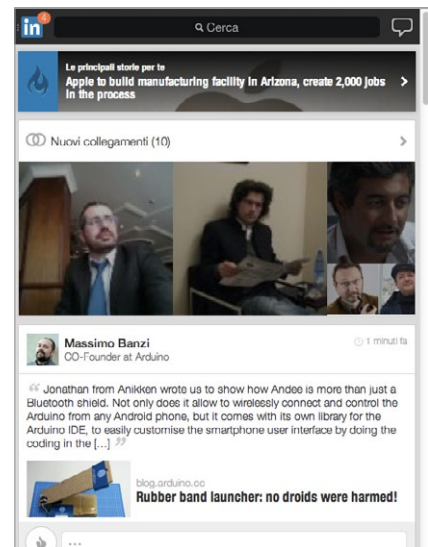 in
4
Cerca
Le principali storie per te
Apple to build manufacturing facility in Arizona, create 2,000 jobs
in the process
Nuovi collegamenti (10)
Massimo Banzi
CO-Founder at Arduino
1 minuti fa
“ Jonathan from Annikken wrote us to show how Andee is more than just a
Bluetooth shield. Not only does it allow to wirelessly connect and control the
Arduino from any Android phone, but it comes with its own library for the
Arduino IDE, to easily customise the smartphone user interface by doing the
coding in the [...] ”
blog.arduino.cc
Rubber band launcher: no droids were harmed!
...